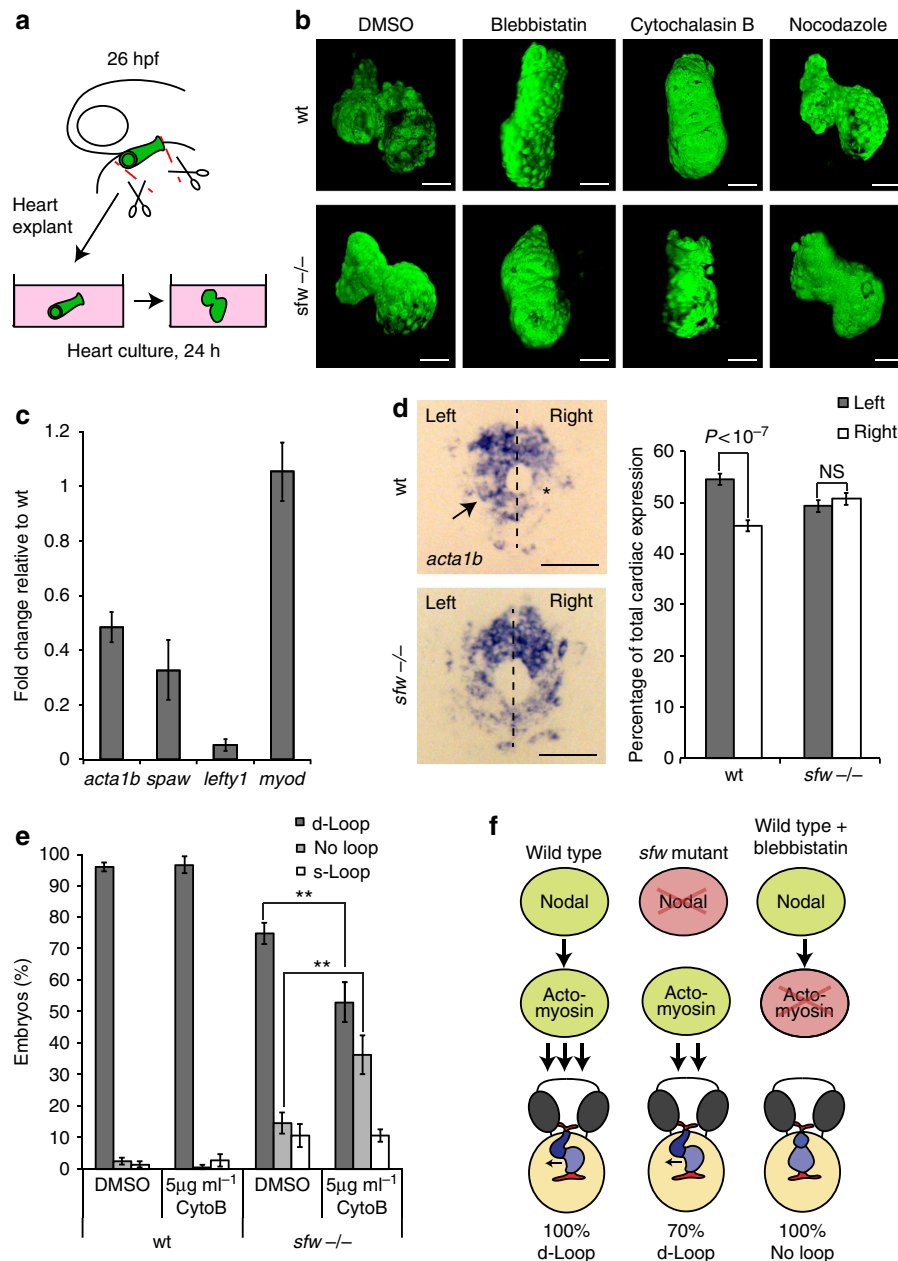 a
26 hpf
Heart
explant
Heart culture, 24 h
b
DMSO
Blebbistatin
Cytochalasin B
Nocodazole
wt
sfw –/–
c
Fold change relative to wt
1.2
1
0.8
0.6
0.4
0.2
0
acta1b
spaw
lefty1
myod
d
Left
Right
wt
*
acta1b
Left
Right
sfw –/–
Left
Right
P<10⁻⁷
NS
Percentage of total cardiac expression
60
50
40
30
20
10
0
wt
sfw –/–
e
d-Loop
No loop
s-Loop
Embryos (%)
100
90
80
70
60
50
40
30
20
10
0
**
**
DMSO
5µg ml⁻¹
CytoB
DMSO
5µg ml⁻¹
CytoB
wt
sfw –/–
f
Wild type
sfw mutant
Wild type +
blebbistatin
Nodal
Nodal
Nodal
Acto-
myosin
Acto-
myosin
Acto-
myosin
100%
d-Loop
70%
d-Loop
100%
No loop